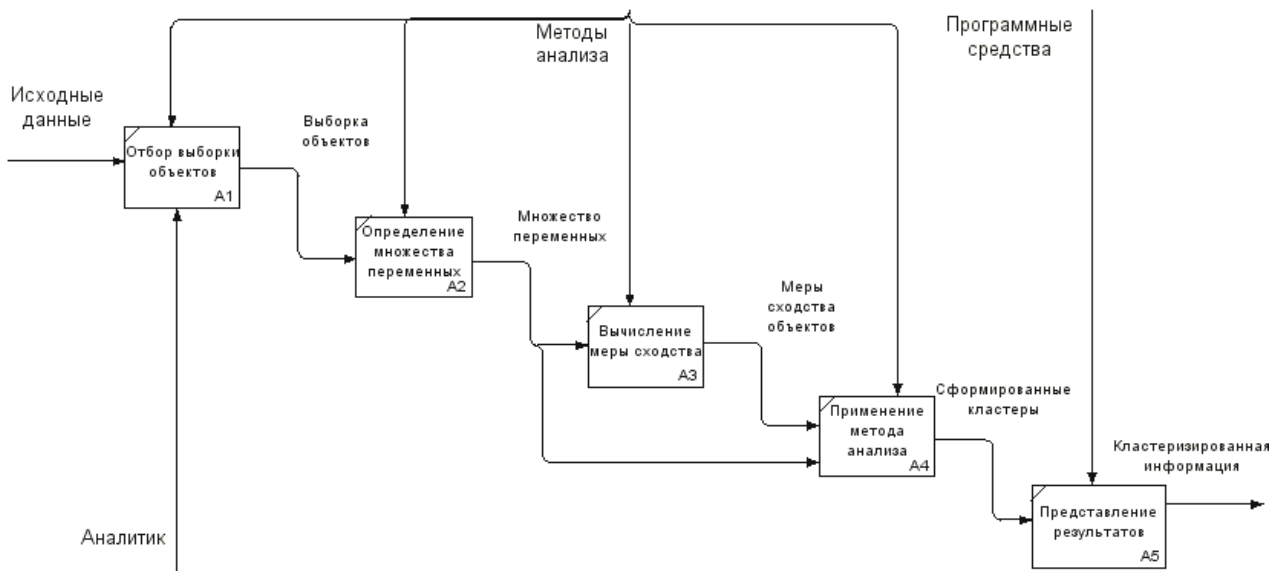 Методы
анализа
Программные
средства
Исходные
данные
Отбор выборки
объектов
A1
Выборка
объектов
Определение
множества
переменных
A2
Множество
переменных
Вычисление
меры сходства
A3
Меры
сходства
объектов
Применение
метода
анализа
A4
Сформированные
кластеры
Представление
результатов
A5
Кластеризированная
информация
Аналитик